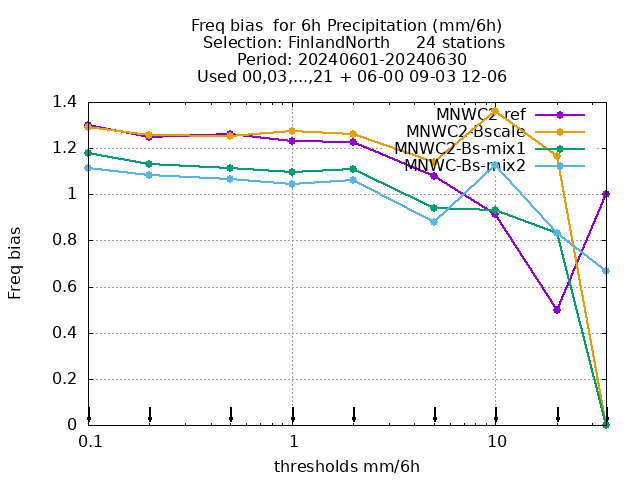 Freq bias  for 6h Precipitation (mm/6h)
Selection: FinlandNorth     24 stations
Period: 20240601-20240630
Used 00,03,...,21 + 06-00 09-03 12-06
MNWC2-ref
MNWC2-Bscale
MNWC2-Bs-mix1
MNWC-Bs-mix2
1.4
1.2
1
0.8
0.6
0.4
0.2
0
Freq bias
0.1 1 10
thresholds mm/6h